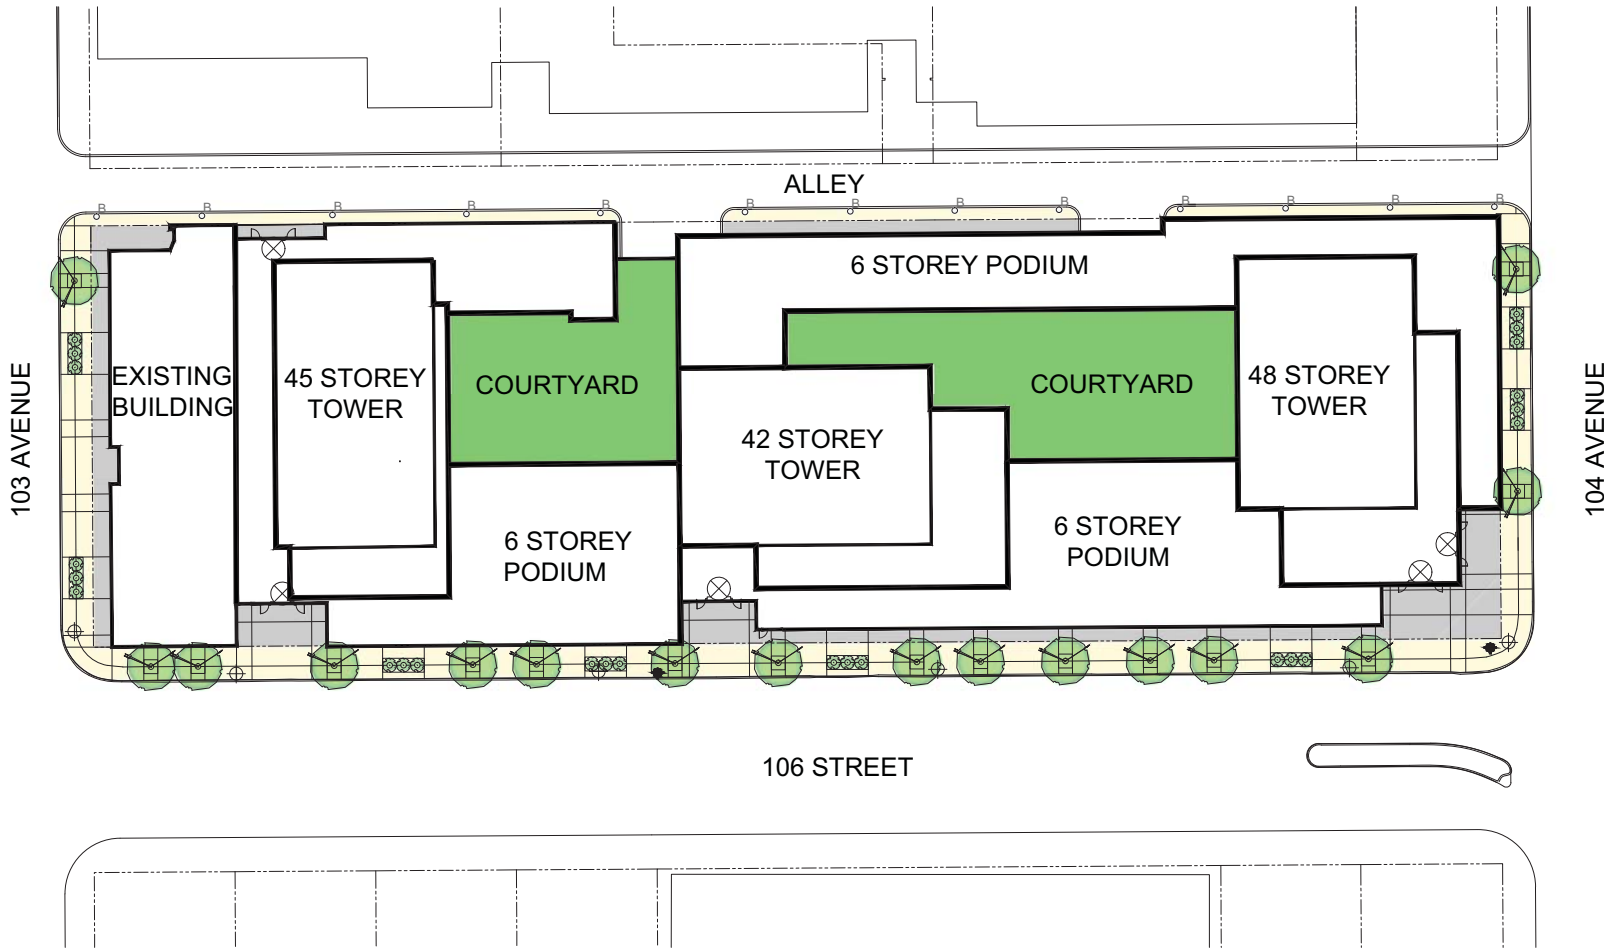 ALLEY
B
B
B
B
B
B
B
B
B
B
B
B
B
6 STOREY PODIUM
103 AVENUE
EXISTING
BUILDING
45 STOREY
TOWER
COURTYARD
42 STOREY
TOWER
COURTYARD
48 STOREY
TOWER
104 AVENUE
6 STOREY
PODIUM
6 STOREY
PODIUM
106 STREET